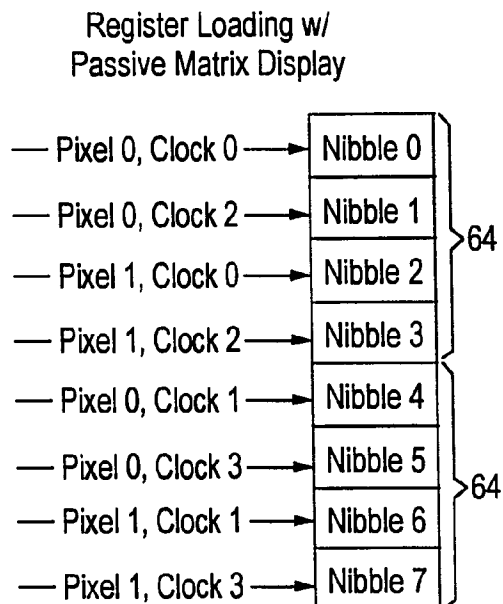 Register Loading w/
Passive Matrix Display
Pixel 0, Clock 0 Nibble 0
Pixel 0, Clock 2 Nibble 1
64
Pixel 1, Clock 0 Nibble 2
Pixel 1, Clock 2 Nibble 3
Pixel 0, Clock 1 Nibble 4
Pixel 0, Clock 3 Nibble 5
64
Pixel 1, Clock 1 Nibble 6
Pixel 1, Clock 3 Nibble 7